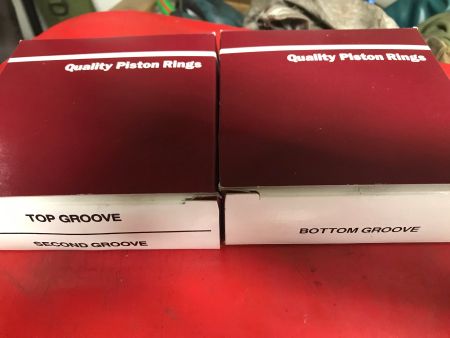 Quality Piston Rings
Quality Piston Rings
TOP GROOVE
SECOND GROOVE
BOTTOM GROOVE